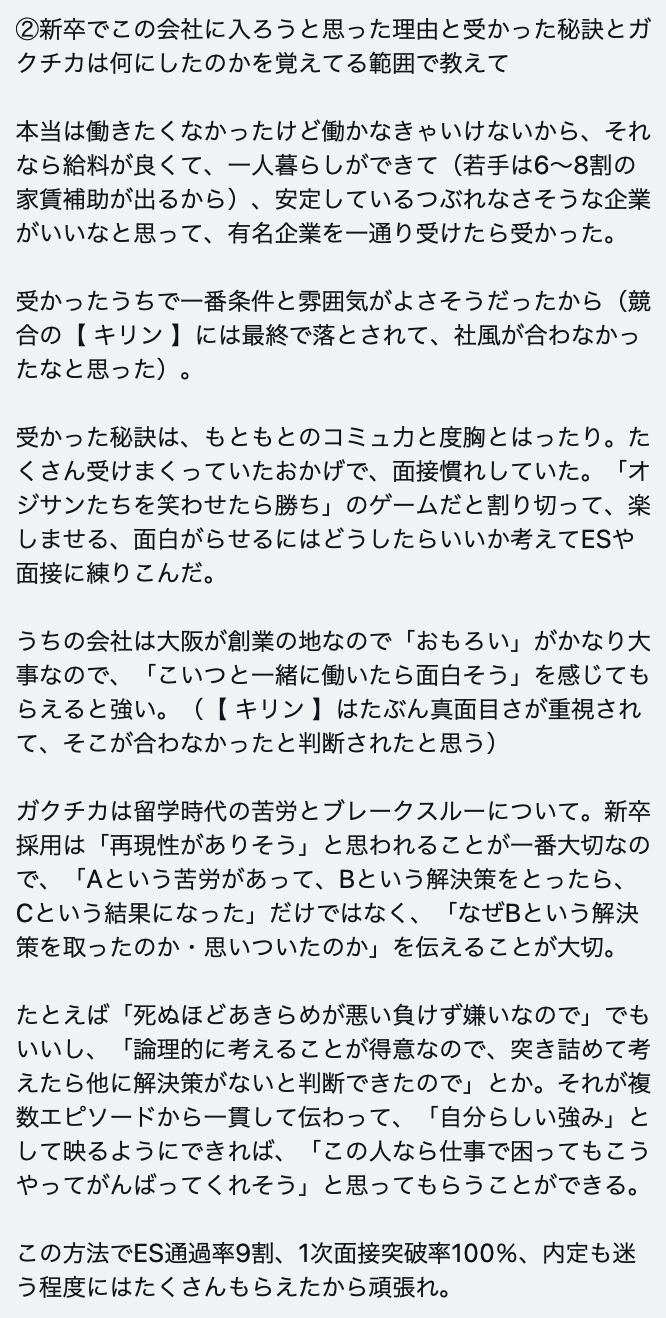 ②新卒でこの会社に入ろうと思った理由と受かった秘訣とガ
クチカは何にしたのかを覚えてる範囲で教えて
本当は働きたくなかったけど働かなきゃいけないから、それ
なら給料が良くて、一人暮らしができて（若手は6〜8割の
家賃補助が出るから）、安定しているつぶれなさそうな企業
がいいなと思って、有名企業を一通り受けたら受かった。
受かったうちで一番条件と雰囲気がよさそうだったから（競
合の【 キリン 】には最終で落とされて、社風が合わなかっ
たなと思った）。
受かった秘訣は、もともとのコミュ力と度胸とはったり。た
くさん受けまくっていたおかげで、面接慣れしていた。「オ
ジサンたちを笑わせたら勝ち」のゲームだと割り切って、楽
しませる、面白がらせるにはどうしたらいいか考えてESや
面接に練りこんだ。
うちの会社は大阪が創業の地なので「おもろい」がかなり大
事なので、「こいつと一緒に働いたら面白そう」を感じても
らえると強い。（【 キリン 】はたぶん真面目さが重視され
て、そこが合わなかったと判断されたと思う）
ガクチカは留学時代の苦労とブレークスルーについて。新卒
採用は「再現性がありそう」と思われることが一番大切なの
で、「Aという苦労があって、Bという解決策をとったら、
Cという結果になった」だけではなく、「なぜBという解決
策を取ったのか・思いついたのか」を伝えることが大切。
たとえば「死ぬほどあきらめが悪い負けず嫌いなので」でも
いいし、「論理的に考えることが得意なので、突き詰めて考
えたら他に解決策がないと判断できたので」とか。それが複
数エピソードから一貫して伝わって、「自分らしい強み」と
して映るようにできれば、「この人なら仕事で困ってもこう
やってがんばってくれそう」と思ってもらうことができる。
この方法でES通過率9割、1次面接突破率100%、内定も迷
う程度にはたくさんもらえたから頑張れ。